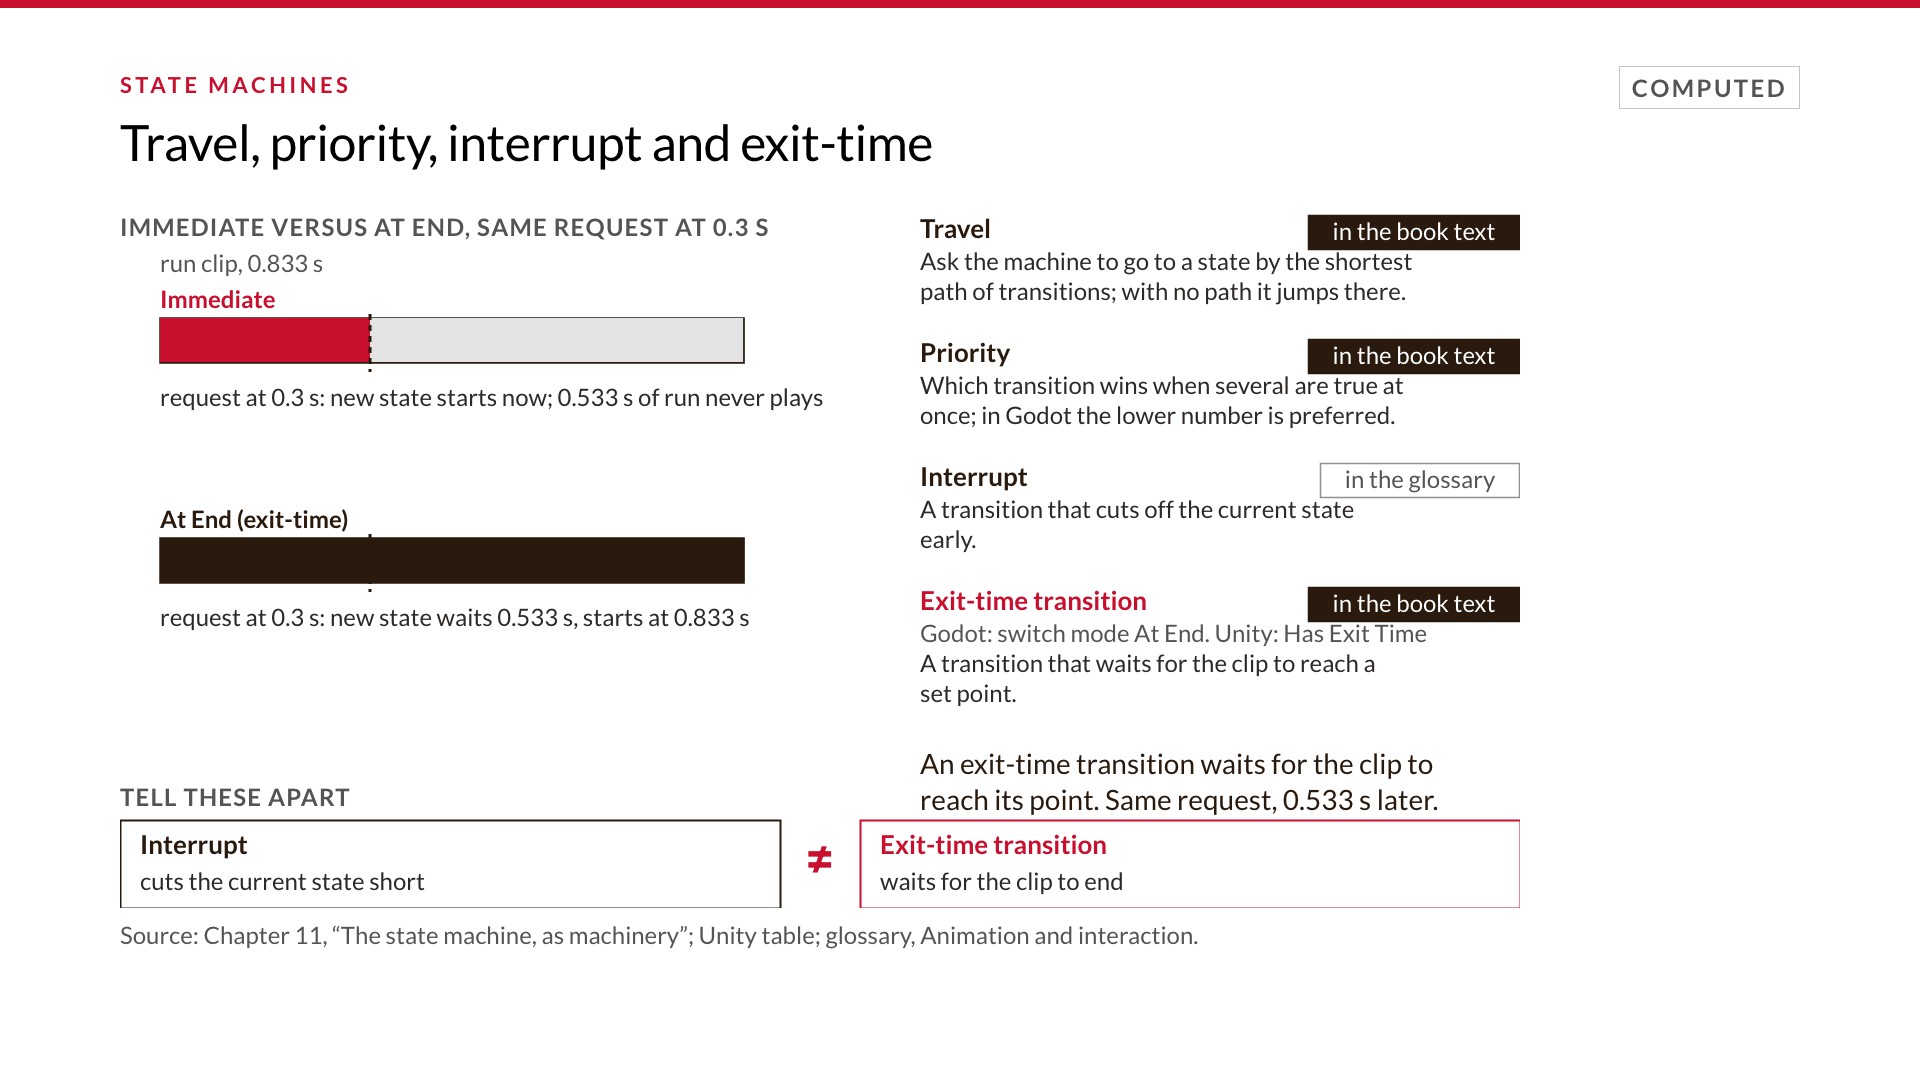 STATE MACHINES
COMPUTED
Travel, priority, interrupt and exit-time
IMMEDIATE VERSUS AT END, SAME REQUEST AT 0.3 S
run clip, 0.833 s
Immediate
request at 0.3 s: new state starts now; 0.533 s of run never plays
At End (exit-time)
request at 0.3 s: new state waits 0.533 s, starts at 0.833 s
Travel
in the book text
Ask the machine to go to a state by the shortest
path of transitions; with no path it jumps there.
Priority
in the book text
Which transition wins when several are true at
once; in Godot the lower number is preferred.
Interrupt
in the glossary
A transition that cuts off the current state
early.
Exit-time transition
in the book text
Godot: switch mode At End. Unity: Has Exit Time
A transition that waits for the clip to reach a
set point.
An exit-time transition waits for the clip to
reach its point. Same request, 0.533 s later.
TELL THESE APART
Interrupt
cuts the current state short
≠
Exit-time transition
waits for the clip to end
Source: Chapter 11, “The state machine, as machinery”; Unity table; glossary, Animation and interaction.